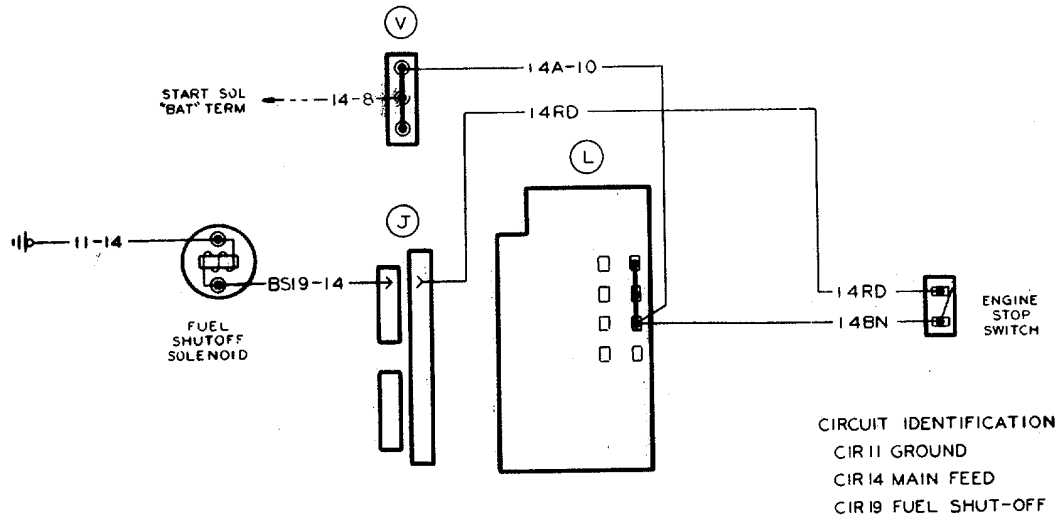 V
14A-10
START SOL
"BAT" TERM
14-8
14RD
L
J
11-14
BS19-14
FUEL
SHUTOFF
SOLENOID
14RD
14BN
ENGINE
STOP
SWITCH
CIRCUIT IDENTIFICATION
CIR 11 GROUND
CIR 14 MAIN FEED
CIR 19 FUEL SHUT-OFF